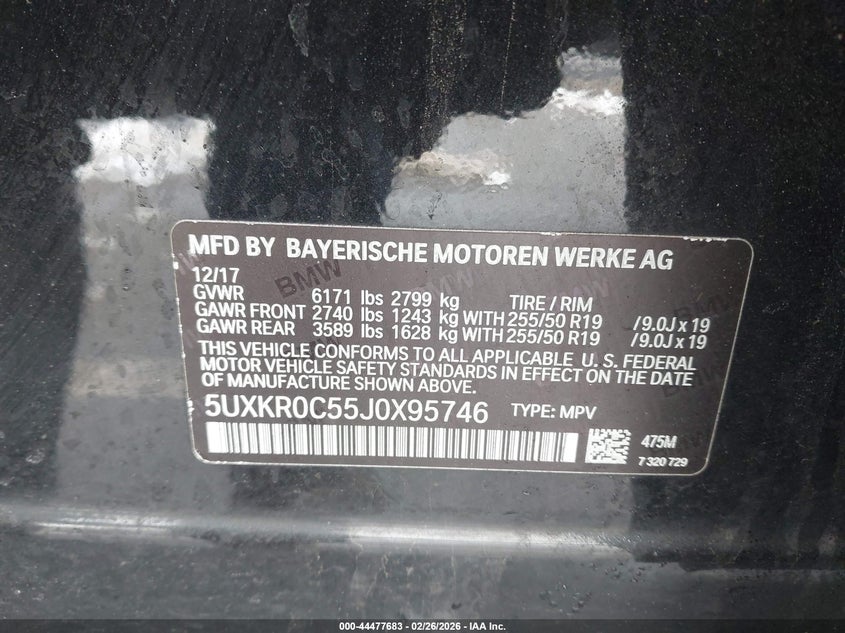 MFD BY BAYERISCHE MOTOREN WERKE AG
12/17
GVWR 6171 lbs 2799 kg TIRE / RIM
GAWR FRONT 2740 lbs 1243 kg WITH 255/50 R19 / 9.0J x 19
GAWR REAR 3589 lbs 1628 kg WITH 255/50 R19 / 9.0J x 19
THIS VEHICLE CONFORMS TO ALL APPLICABLE U. S. FEDERAL
MOTOR VEHICLE SAFETY STANDARDS IN EFFECT ON THE DATE
OF MANUFACTURE SHOWN ABOVE.
5UXKR0C55J0X95746 TYPE: MPV
475M
7 320 729
000-44477683 - 02/26/2026 - IAA Inc.